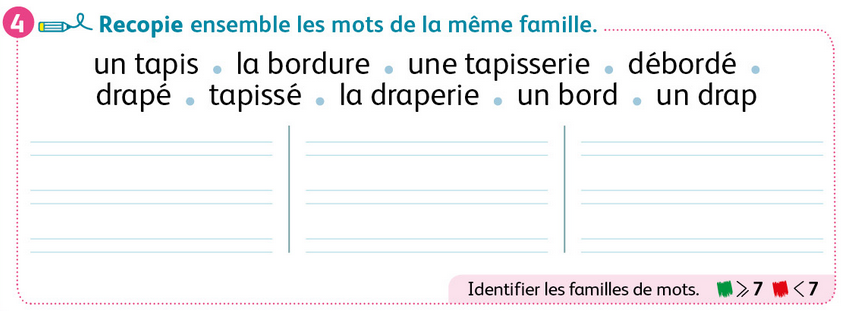 4 Recopie ensemble les mots de la même famille.
un tapis • la bordure • une tapisserie • débordé •
drapé • tapissé • la draperie • un bord • un drap
Identifier les familles de mots. ⩾ 7 < 7